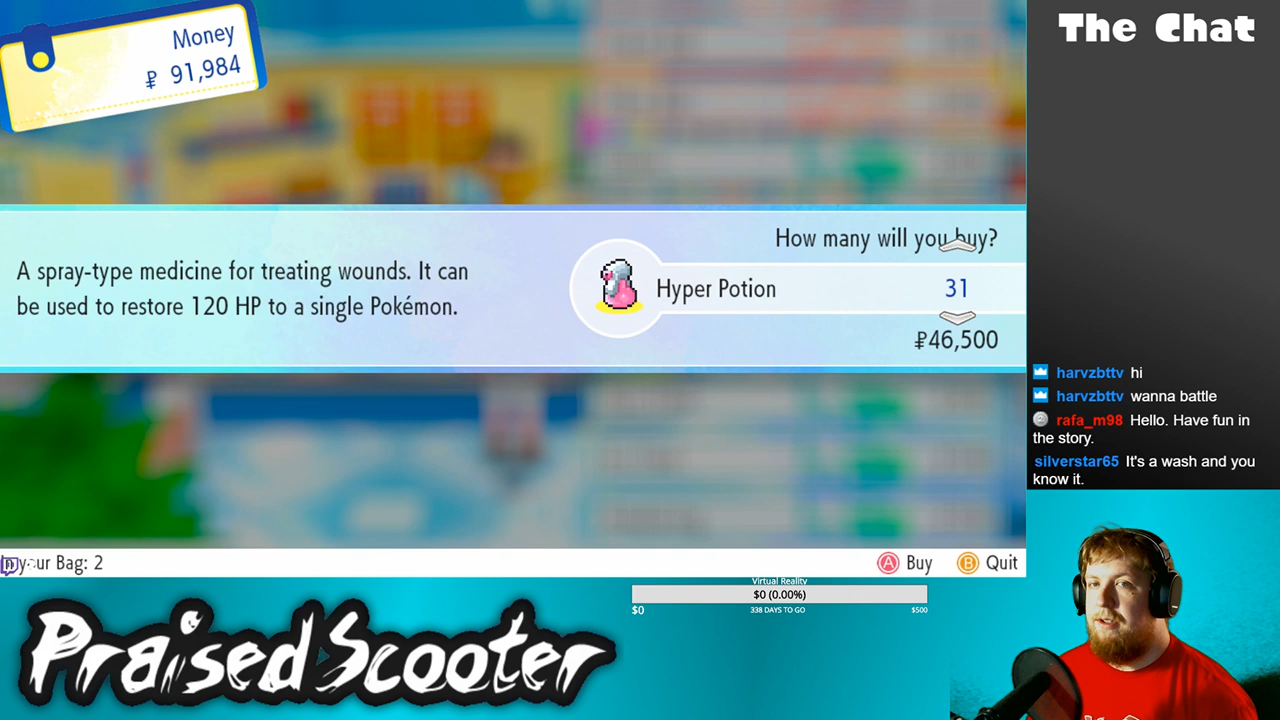 Money
₽ 91,984
The Chat
How many will you buy?
A spray-type medicine for treating wounds. It can
be used to restore 120 HP to a single Pokémon.
Hyper Potion
31
₽46,500
harvzbttv hi
harvzbttv wanna battle
rafa_m98 Hello. Have fun in
the story.
silverstar65 It's a wash and you
know it.
In your Bag: 2
A Buy
B Quit
Virtual Reality
$0 (0.00%)
$0
338 DAYS TO GO
$500
PraisedScooter